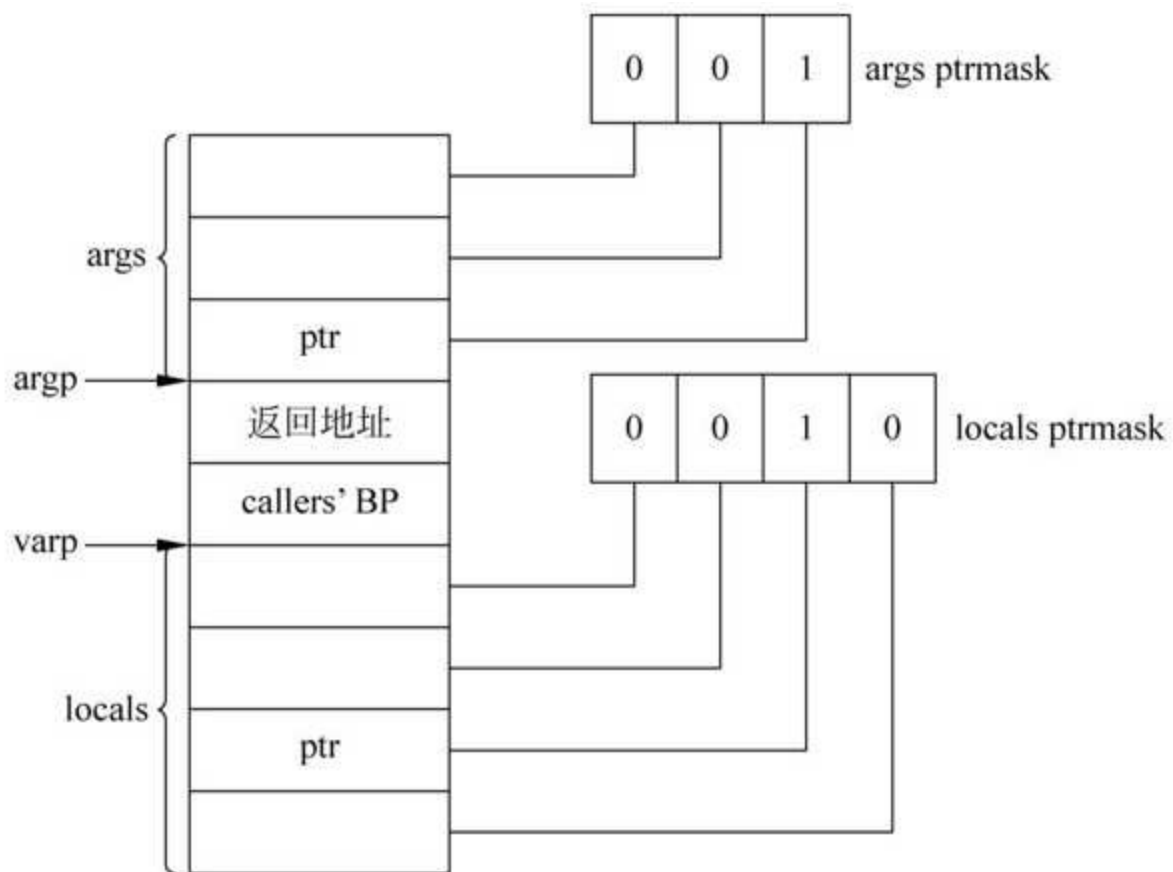 0 0 1 args ptrmask
args
ptr
argp
返回地址
0 0 1 0 locals ptrmask
callers’ BP
varp
locals
ptr